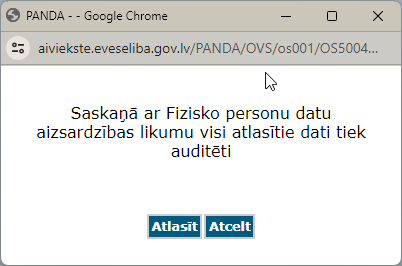 PANDA - - Google Chrome
aiviekste.eveseliba.gov.lv/PANDA/OVS/os001/OS5004...
Saskaņā ar Fizisko personu datu
aizsardzības likumu visi atlasītie dati tiek
auditēti
Atlasīt Atcelt